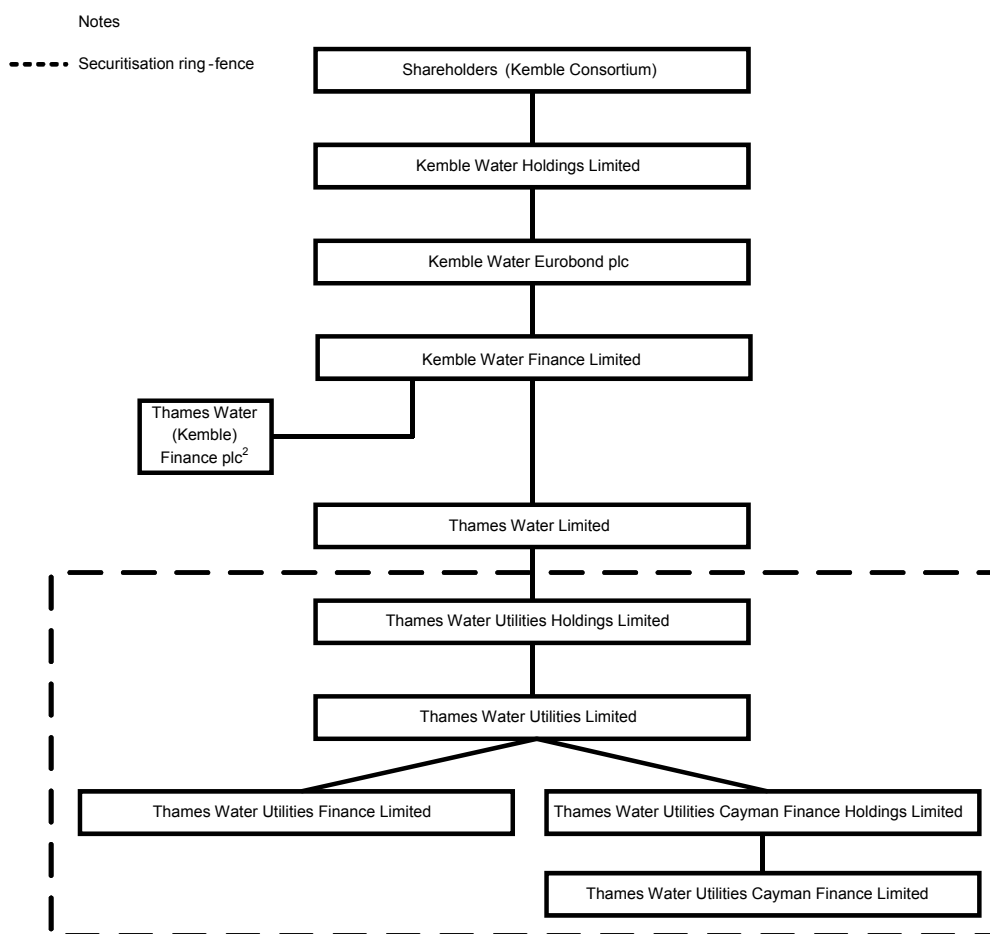 Notes
Securitisation ring -fence
Shareholders (Kemble Consortium)
Kemble Water Holdings Limited
Kemble Water Eurobond plc
Kemble Water Finance Limited
Thames Water
(Kemble)
Finance plc²
Thames Water Limited
Thames Water Utilities Holdings Limited
Thames Water Utilities Limited
Thames Water Utilities Finance Limited
Thames Water Utilities Cayman Finance Holdings Limited
Thames Water Utilities Cayman Finance Limited